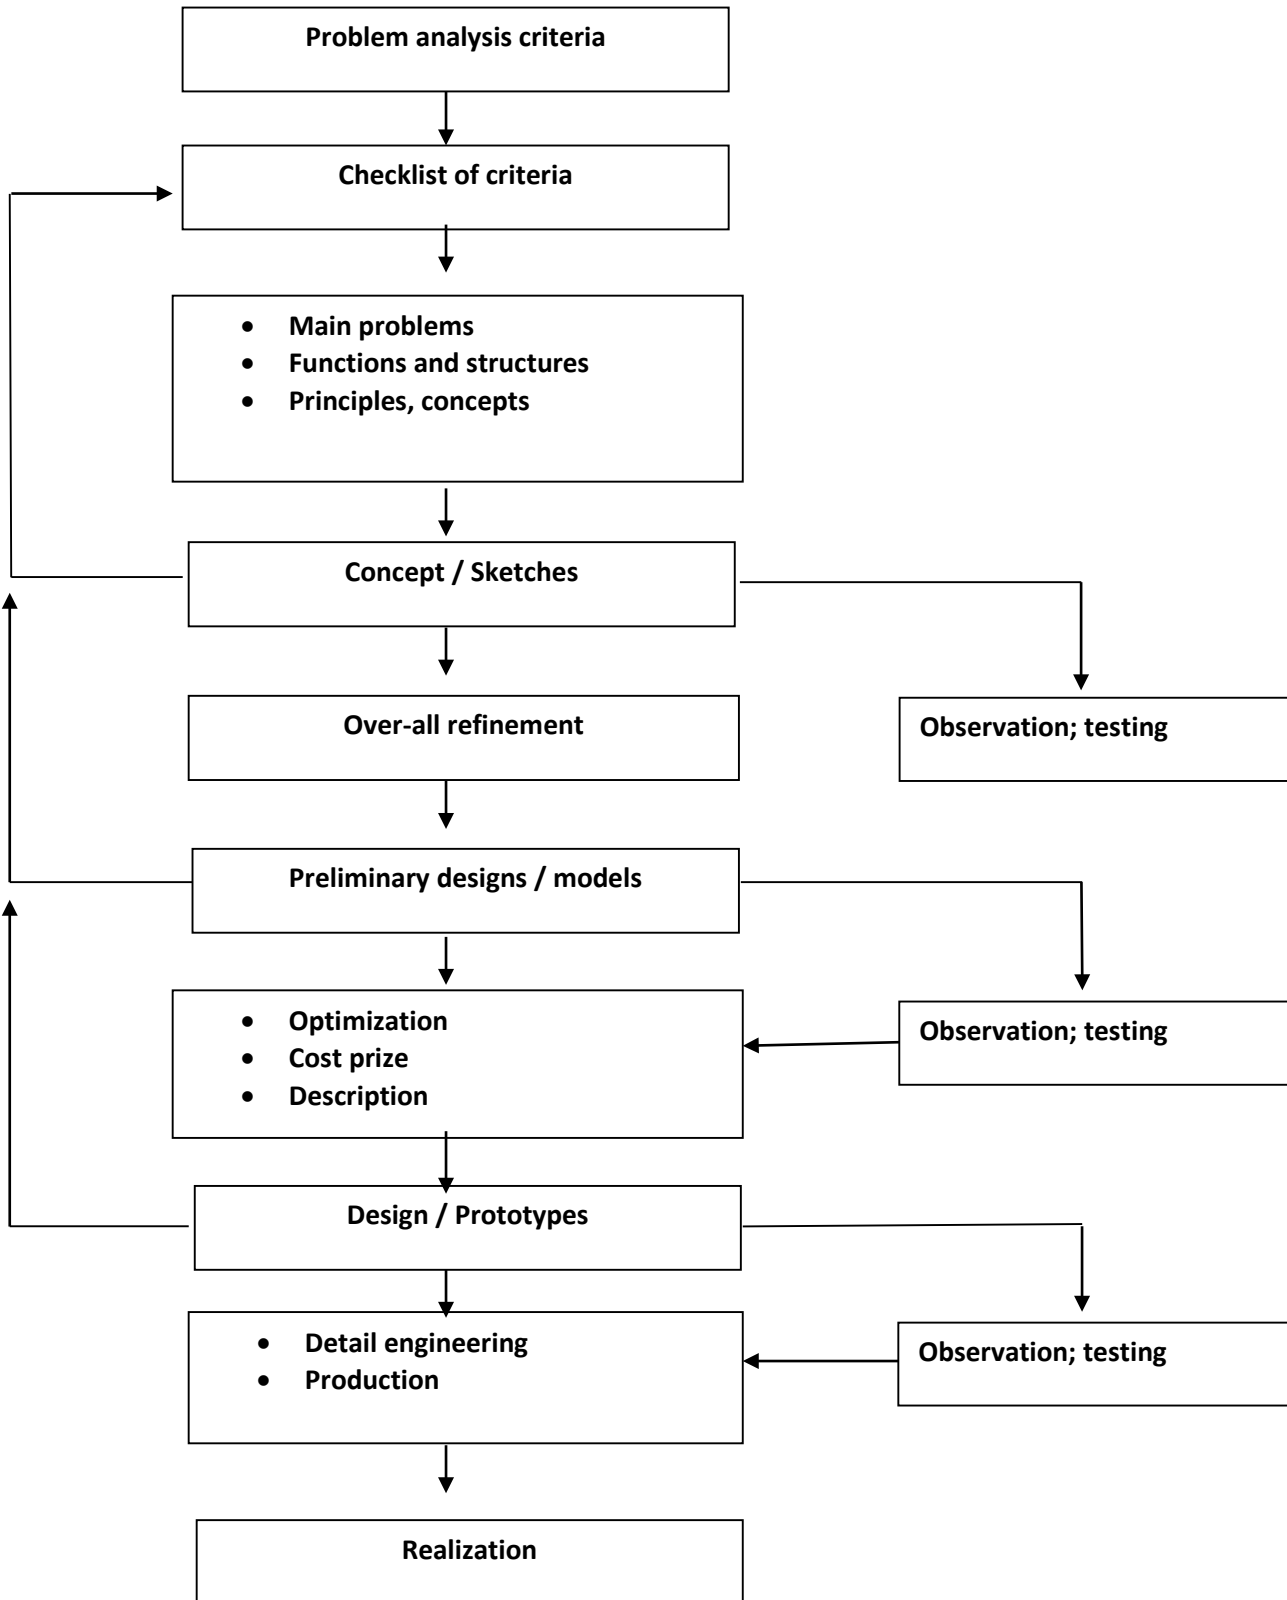 Problem analysis criteria
Checklist of criteria
• Main problems
• Functions and structures
• Principles, concepts
Concept / Sketches
Over-all refinement
Observation; testing
Preliminary designs / models
• Optimization
• Cost prize
• Description
Observation; testing
Design / Prototypes
• Detail engineering
• Production
Observation; testing
Realization